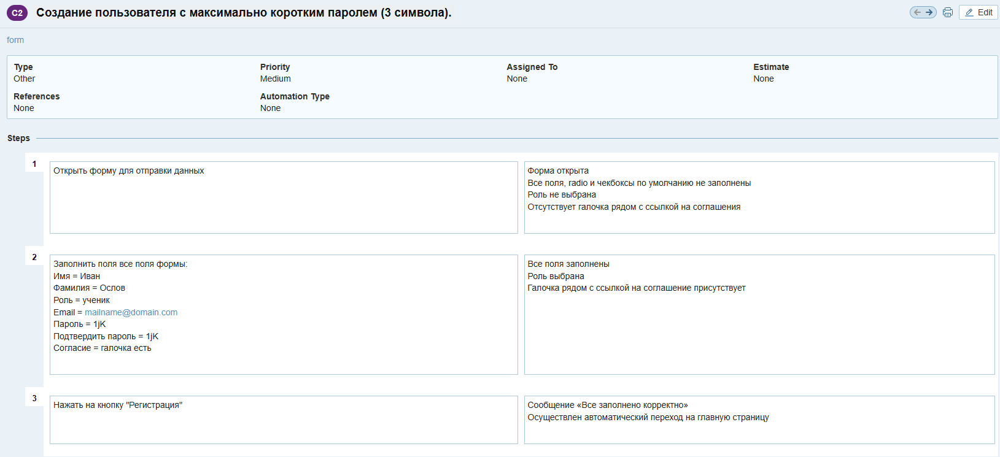 C2 Создание пользователя с максимально коротким паролем (3 символа).
Edit
form
Type
Other
Priority
Medium
Assigned To
None
Estimate
None
References
None
Automation Type
None
Steps
1
Открыть форму для отправки данных
Форма открыта
Все поля, radio и чекбоксы по умолчанию не заполнены
Роль не выбрана
Отсутствует галочка рядом с ссылкой на соглашения
2
Заполнить поля все поля формы:
Имя = Иван
Фамилия = Ослов
Роль = ученик
Email = mailname@domain.com
Пароль = 1jK
Подтвердить пароль = 1jK
Согласие = галочка есть
Все поля заполнены
Роль выбрана
Галочка рядом с ссылкой на соглашение присутствует
3
Нажать на кнопку "Регистрация"
Сообщение «Все заполнено корректно»
Осуществлен автоматический переход на главную страницу